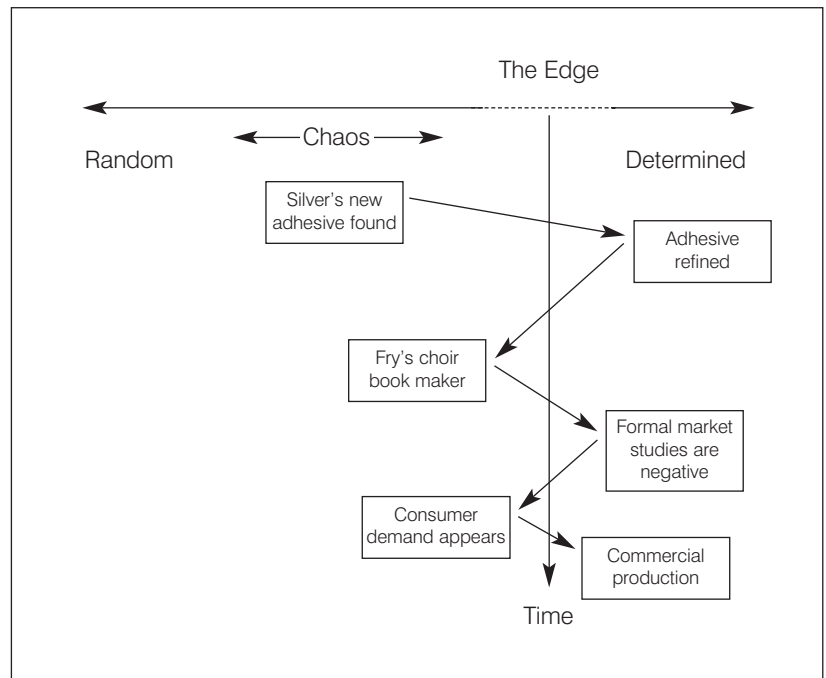 The Edge
Chaos
Random
Determined
Silver's new
adhesive found
Adhesive
refined
Fry's choir
book maker
Formal market
studies are
negative
Consumer
demand appears
Commercial
production
Time